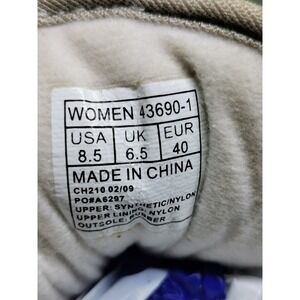 WOMEN 43690-1
USA UK EUR
8.5 6.5 40
MADE IN CHINA
CH216 02/09
PO#A6297
UPPER: SYNTHETIC/NYLON
UPPER LINING: NYLON
OUTSOLE: RUBBER